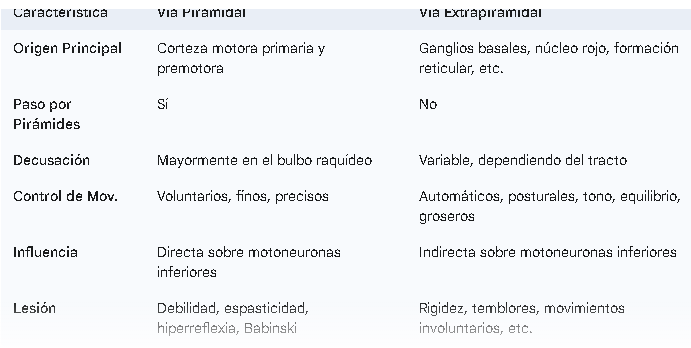 Característica Vía Piramidal Vía Extrapiramidal
Origen Principal Corteza motora primaria y Ganglios basales, núcleo rojo, formación
premotora reticular, etc.
Paso por Sí No
Pirámides
Decusación Mayormente en el bulbo raquídeo Variable, dependiendo del tracto
Control de Mov. Voluntarios, finos, precisos Automáticos, posturales, tono, equilibrio,
groseros
Influencia Directa sobre motoneuronas Indirecta sobre motoneuronas inferiores
inferiores
Lesión Debilidad, espasticidad, Rigidez, temblores, movimientos
hiperreflexia, Babinski involuntarios, etc.